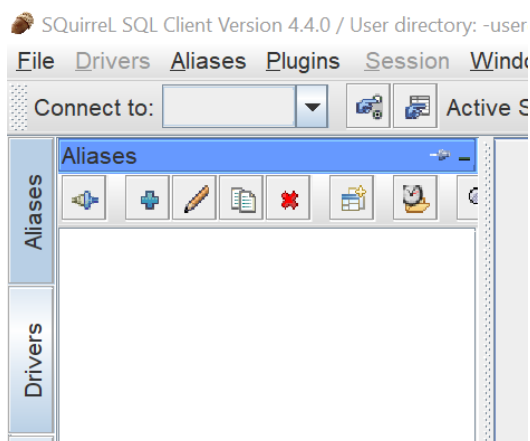 SQuirreL SQL Client Version 4.4.0 / User directory: -user
File Drivers Aliases Plugins Session
Connect to: Active
Aliases
Aliases
Drivers